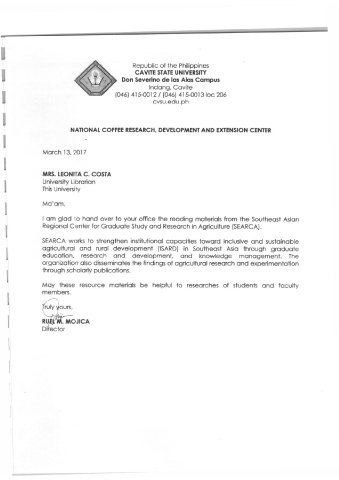 Republic of the Philippines
CAVITE STATE UNIVERSITY
Don Severino de las Alas Campus
Indang, Cavite
(046) 415-0012 / (046) 415-0013 loc 206
cvsu.edu.ph
NATIONAL COFFEE RESEARCH, DEVELOPMENT AND EXTENSION CENTER
March 13, 2017
MRS. LEONITA C. COSTA
University Librarian
This University
Ma'am,
I am glad to hand over to your office the reading materials from the Southeast Asian
Regional Center for Graduate Study and Research in Agriculture (SEARCA).
SEARCA works to strengthen institutional capacities toward inclusive and sustainable
agricultural and rural development (ISARD) in Southeast Asia through graduate
education, research and development, and knowledge management. The
organization also disseminates the findings of agricultural research and experimentation
through scholarly publications.
May these resource materials be helpful to researches of students and faculty
members.
Truly yours,
RUEL M. MOJICA
Director